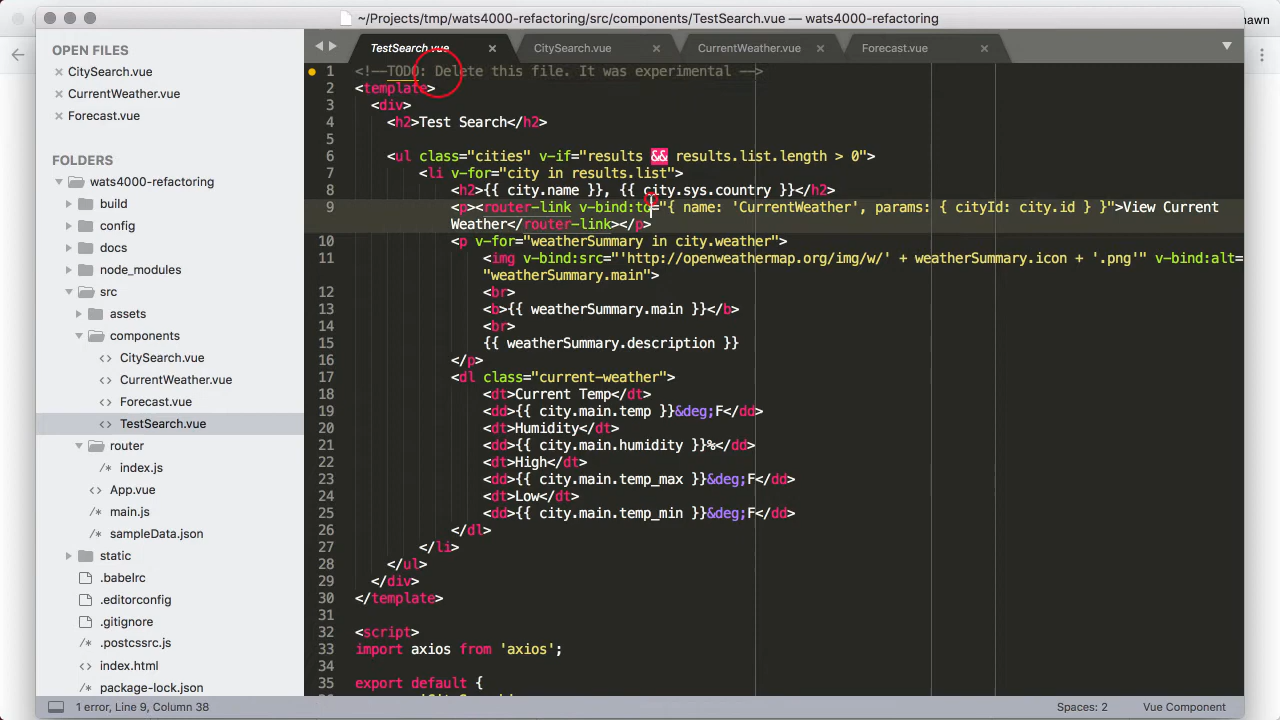 ~/Projects/tmp/wats4000-refactoring/src/components/TestSearch.vue — wats4000-refactoring
awn
OPEN FILES
CitySearch.vue
CurrentWeather.vue
Forecast.vue
FOLDERS
wats4000-refactoring
build
config
docs
node_modules
src
assets
components
CitySearch.vue
CurrentWeather.vue
Forecast.vue
TestSearch.vue
router
index.js
App.vue
main.js
sampleData.json
static
.babelrc
.editorconfig
.gitignore
.postcssrc.js
index.html
package-lock.json
TestSearch.vue
CitySearch.vue
CurrentWeather.vue
Forecast.vue
1 <!--TODO: Delete this file. It was experimental -->
2 <template>
3 <div>
4 <h2>Test Search</h2>
5
6 <ul class="cities" v-if="results && results.list.length > 0">
7 <li v-for="city in results.list">
8 <h2>{{ city.name }}, {{ city.sys.country }}</h2>
9 <p><router-link v-bind:to="{ name: 'CurrentWeather', params: { cityId: city.id } }">View Current
Weather</router-link></p>
10 <p v-for="weatherSummary in city.weather">
11 <img v-bind:src="'http://openweathermap.org/img/w/' + weatherSummary.icon + '.png'" v-bind:alt=
"weatherSummary.main">
12 <br>
13 <b>{{ weatherSummary.main }}</b>
14 <br>
15 {{ weatherSummary.description }}
16 </p>
17 <dl class="current-weather">
18 <dt>Current Temp</dt>
19 <dd>{{ city.main.temp }}&deg;F</dd>
20 <dt>Humidity</dt>
21 <dd>{{ city.main.humidity }}%</dd>
22 <dt>High</dt>
23 <dd>{{ city.main.temp_max }}&deg;F</dd>
24 <dt>Low</dt>
25 <dd>{{ city.main.temp_min }}&deg;F</dd>
26 </dl>
27 </li>
28 </ul>
29 </div>
30 </template>
31
32 <script>
33 import axios from 'axios';
34
35 export default {
1 error, Line 9, Column 38
Spaces: 2
Vue Component